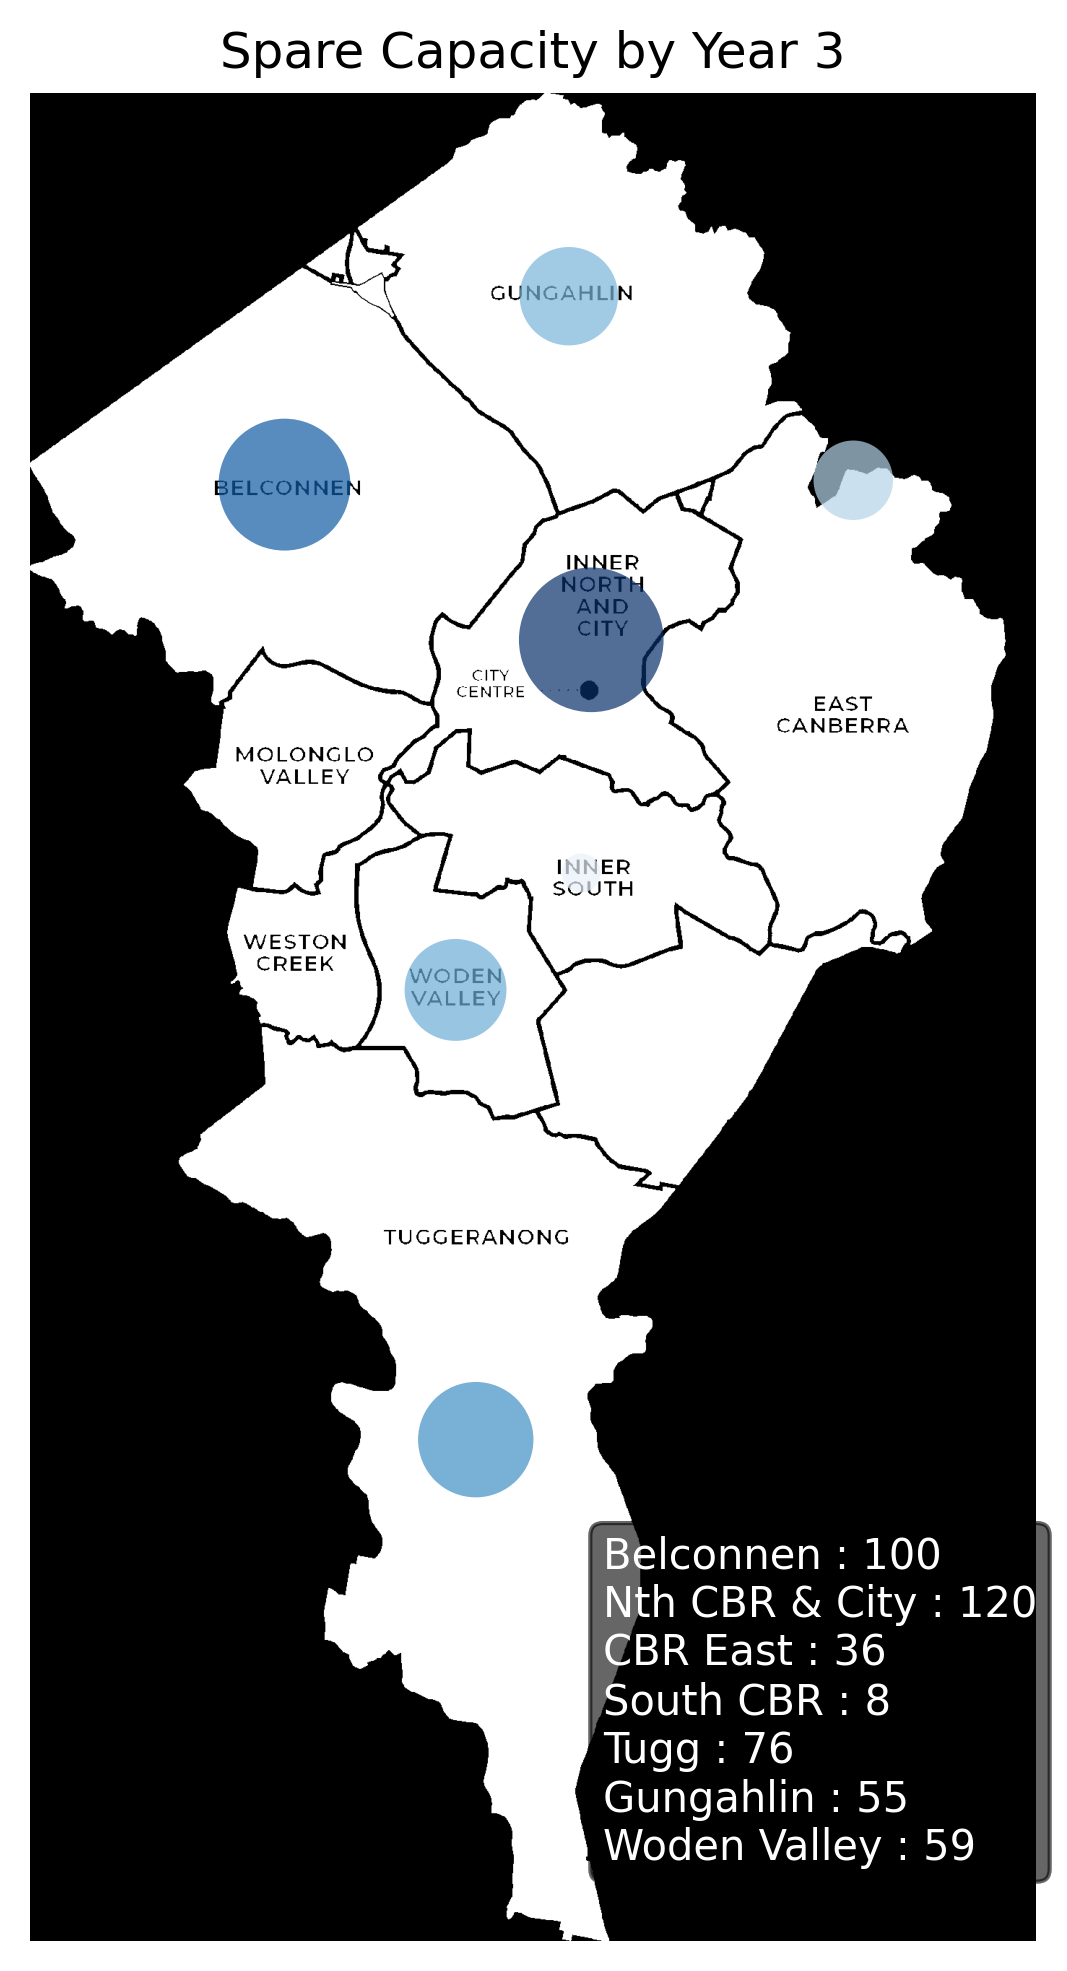 Spare Capacity by Year 3
GUNGAHLIN
BELCONNEN
INNER
NORTH
AND
CITY
CITY
CENTRE
EAST
CANBERRA
MOLONGLO
VALLEY
INNER
SOUTH
WESTON
CREEK
WODEN
VALLEY
TUGGERANONG
Belconnen : 100
Nth CBR & City : 120
CBR East : 36
South CBR : 8
Tugg : 76
Gungahlin : 55
Woden Valley : 59